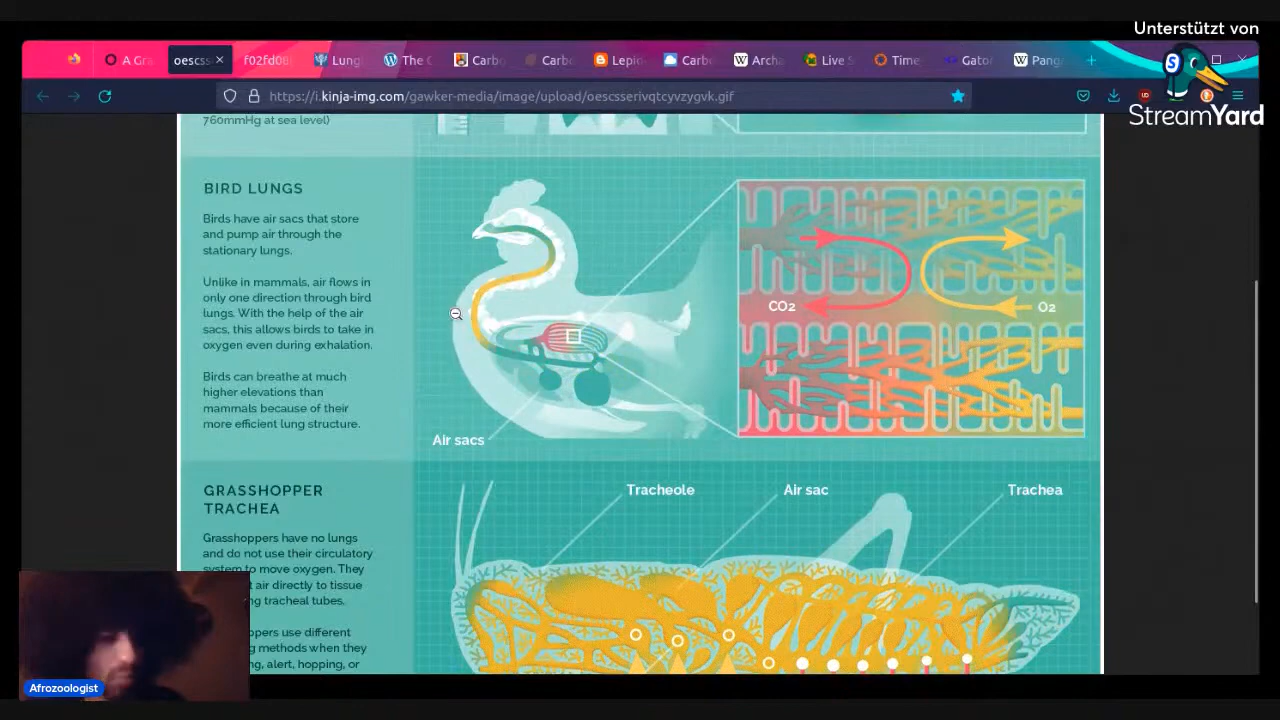 Unterstützt von
StreamYard
A Gra
oescss
f02fd08
Lung
The C
Carbo
Carb
Lepid
Carbo
Archa
Live S
Time
Gato
Pang
https://i.kinja-img.com/gawker-media/image/upload/oescsserivqtcyvzygvk.gif
760mmHg at sea level)
BIRD LUNGS
Birds have air sacs that store
and pump air through the
stationary lungs.
Unlike in mammals, air flows in
only one direction through bird
lungs. With the help of the air
sacs, this allows birds to take in
oxygen even during exhalation.
Birds can breathe at much
higher elevations than
mammals because of their
more efficient lung structure.
Air sacs
CO2
O2
GRASSHOPPER
TRACHEA
Grasshoppers have no lungs
and do not use their circulatory
system to move oxygen. They
t air directly to tissue
ng tracheal tubes.
ppers use different
ng methods when they
ng, alert, hopping, or
Tracheole
Air sac
Trachea
Afrozoologist